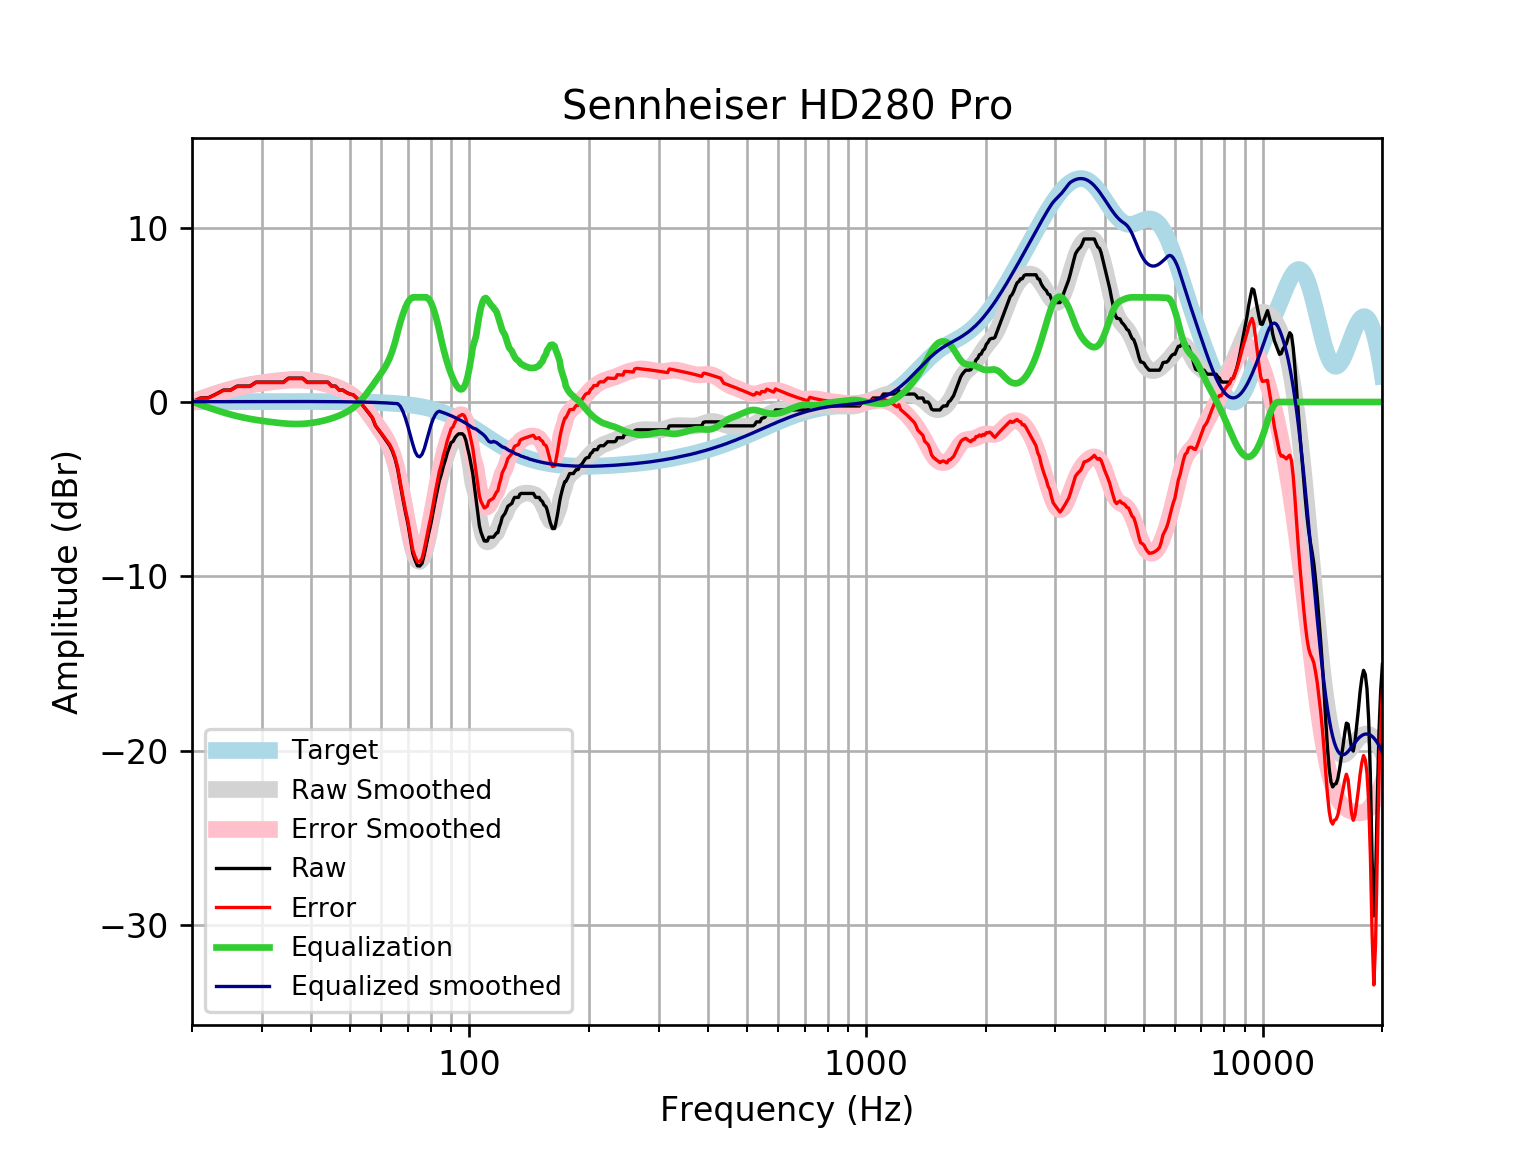 Sennheiser HD280 Pro
Amplitude (dBr)
10
0
−10
−20
−30
Target
Raw Smoothed
Error Smoothed
Raw
Error
Equalization
Equalized smoothed
100
1000
10000
Frequency (Hz)